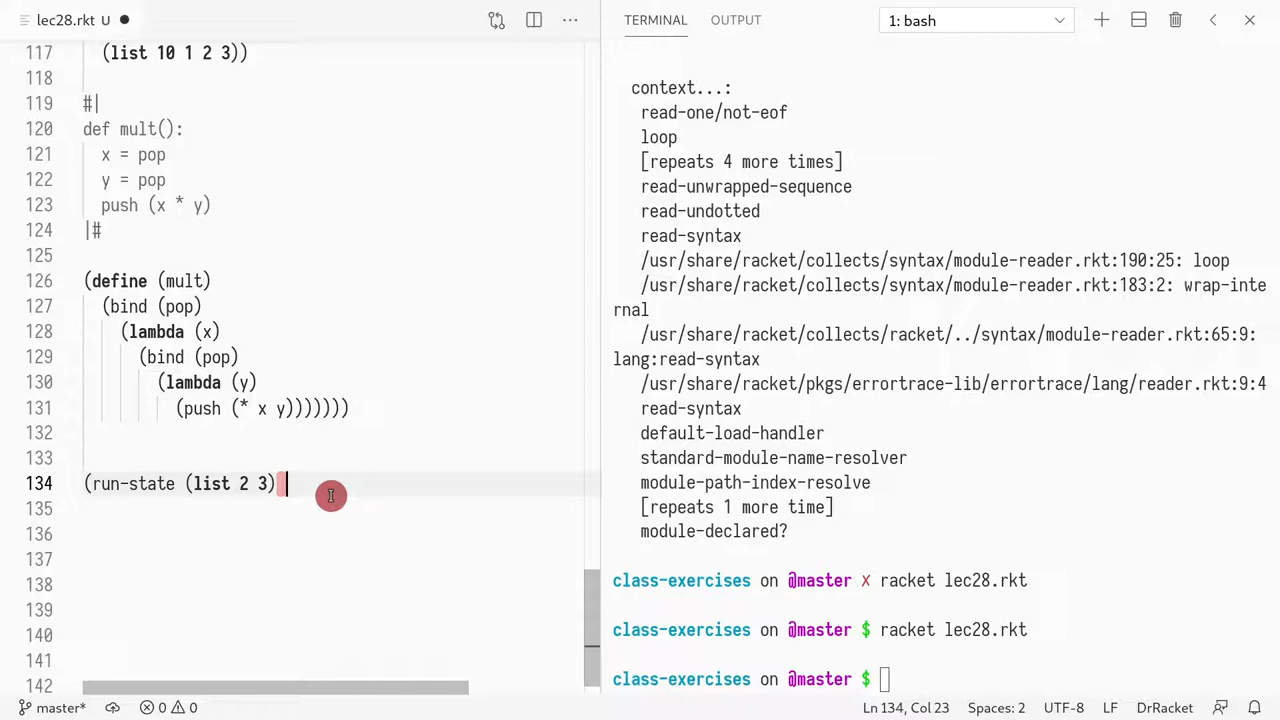 lec28.rkt U
TERMINAL OUTPUT 1: bash
117 (list 10 1 2 3))
118
119 #|
120 def mult():
121 x = pop
122 y = pop
123 push (x * y)
124 |#
125
126 (define (mult)
127 (bind (pop)
128 (lambda (x)
129 (bind (pop)
130 (lambda (y)
131 (push (* x y)))))))
132
133
134 (run-state (list 2 3)
135
136
137
138
139
140
141
142
context...:
read-one/not-eof
loop
[repeats 4 more times]
read-unwrapped-sequence
read-undotted
read-syntax
/usr/share/racket/collects/syntax/module-reader.rkt:190:25: loop
/usr/share/racket/collects/syntax/module-reader.rkt:183:2: wrap-inte
rnal
/usr/share/racket/collects/racket/../syntax/module-reader.rkt:65:9:
lang:read-syntax
/usr/share/racket/pkgs/errortrace-lib/errortrace/lang/reader.rkt:9:4
read-syntax
default-load-handler
standard-module-name-resolver
module-path-index-resolve
[repeats 1 more time]
module-declared?
class-exercises on @master ✗ racket lec28.rkt
class-exercises on @master $ racket lec28.rkt
class-exercises on @master $
master* 0 0 Ln 134, Col 23 Spaces: 2 UTF-8 LF DrRacket